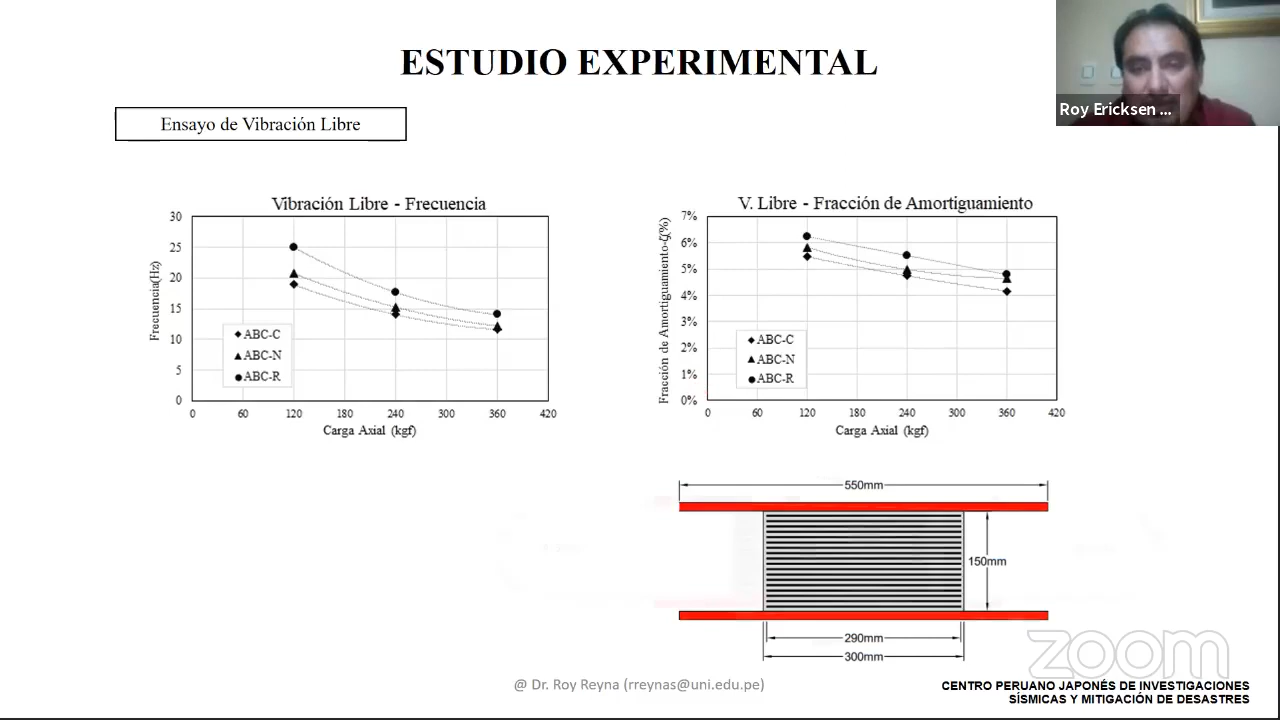 ESTUDIO EXPERIMENTAL
Roy Ericksen ...
Ensayo de Vibración Libre
Vibración Libre - Frecuencia
30
25
20
15
10
5
0
Frecuencia(Hz)
ABC-C
ABC-N
ABC-R
0 60 120 180 240 300 360 420
Carga Axial (kgf)
V. Libre - Fracción de Amortiguamiento
7%
6%
5%
4%
3%
2%
1%
0%
Fracción de Amortiguamiento-ζ(%)
ABC-C
ABC-N
ABC-R
0 60 120 180 240 300 360 420
Carga Axial (kgf)
550mm
150mm
290mm
300mm
zoom
@ Dr. Roy Reyna (rreynas@uni.edu.pe)
CENTRO PERUANO JAPONÉS DE INVESTIGACIONES
SÍSMICAS Y MITIGACIÓN DE DESASTRES